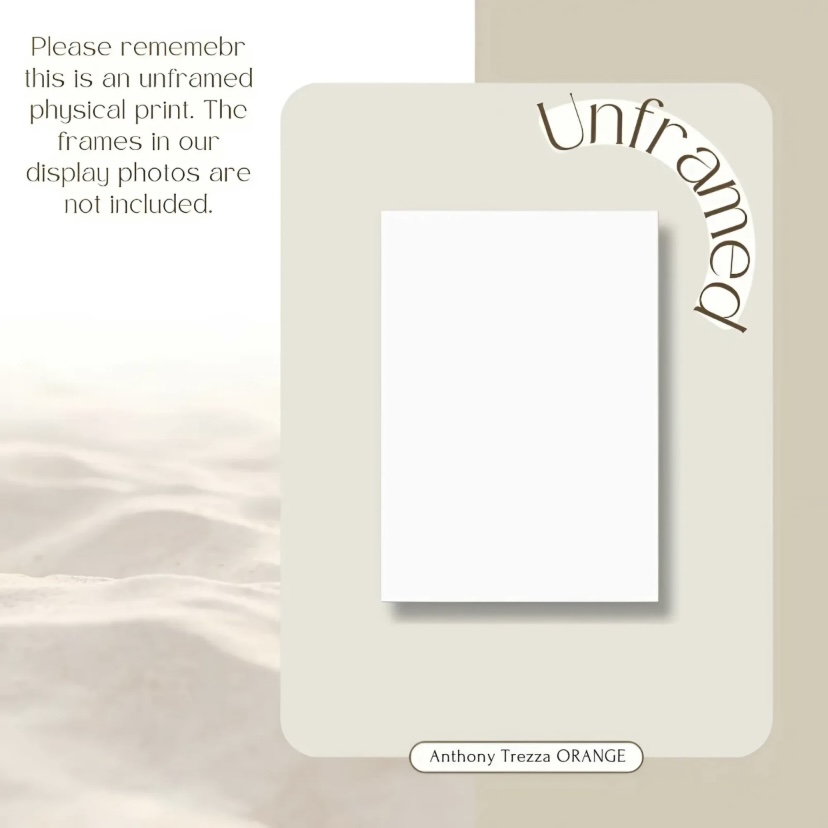 Please rememebr
this is an unframed
physical print. The
frames in our
display photos are
not included.
Unframed
Anthony Trezza ORANGE